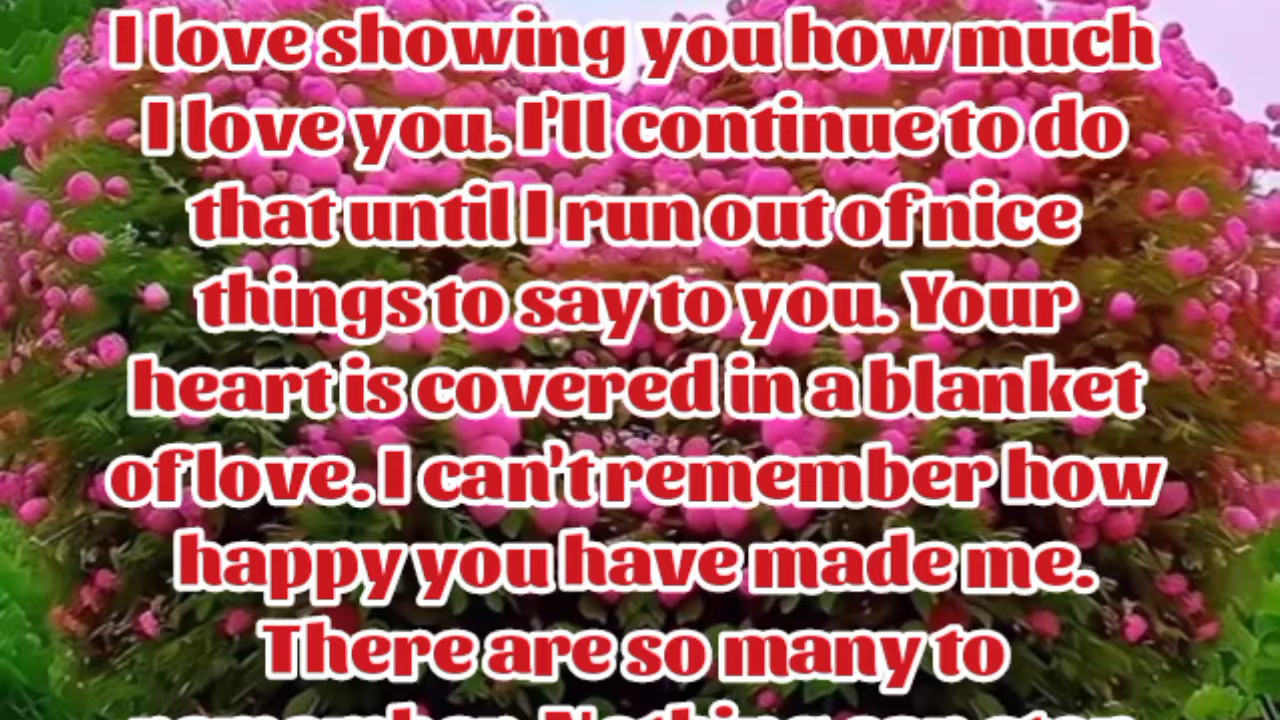 I love showing you how much
I love you. I'll continue to do
that until I run out of nice
things to say to you. Your
heart is covered in a blanket
of love. I can't remember how
happy you have made me.
There are so many to